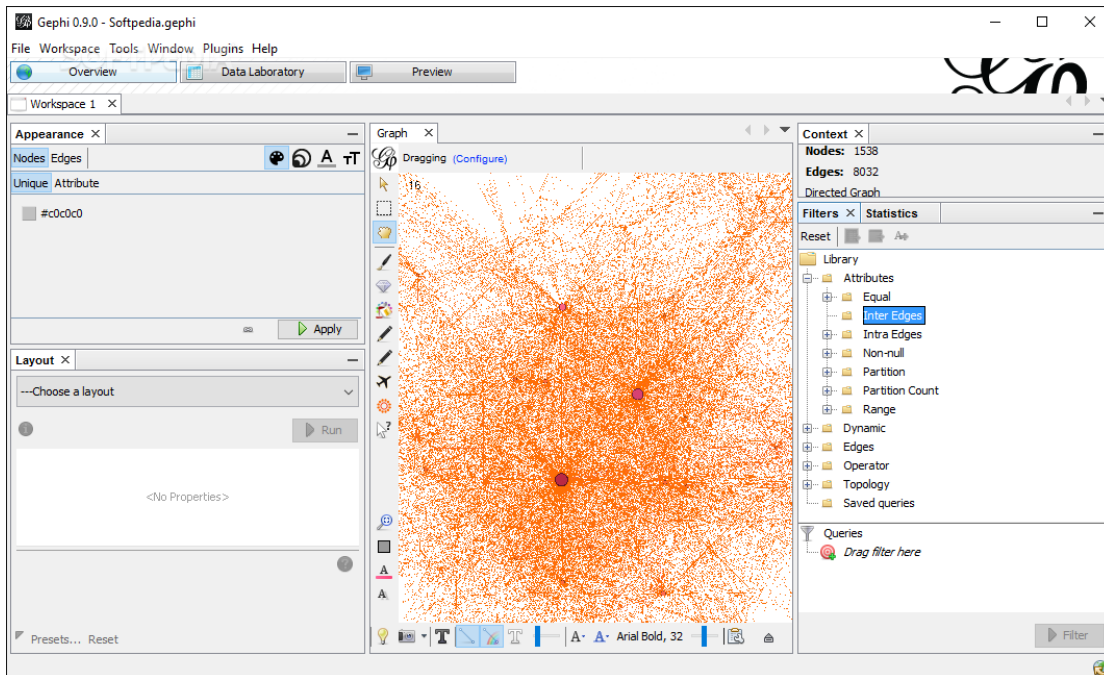 Gephi 0.9.0 - Softpedia.gephi
File Workspace Tools Window Plugins Help
SOFTPEDIA
Overview Data Laboratory Preview
Workspace 1
Appearance
Nodes Edges
Unique Attribute
#c0c0c0
Apply
Layout
---Choose a layout
Run
<No Properties>
Presets... Reset
Graph
Dragging (Configure)
16
Arial Bold, 32
Context
Nodes: 1538
Edges: 8032
Directed Graph
Filters Statistics
Reset
Library
Attributes
Equal
Inter Edges
Intra Edges
Non-null
Partition
Partition Count
Range
Dynamic
Edges
Operator
Topology
Saved queries
Queries
Drag filter here
Filter